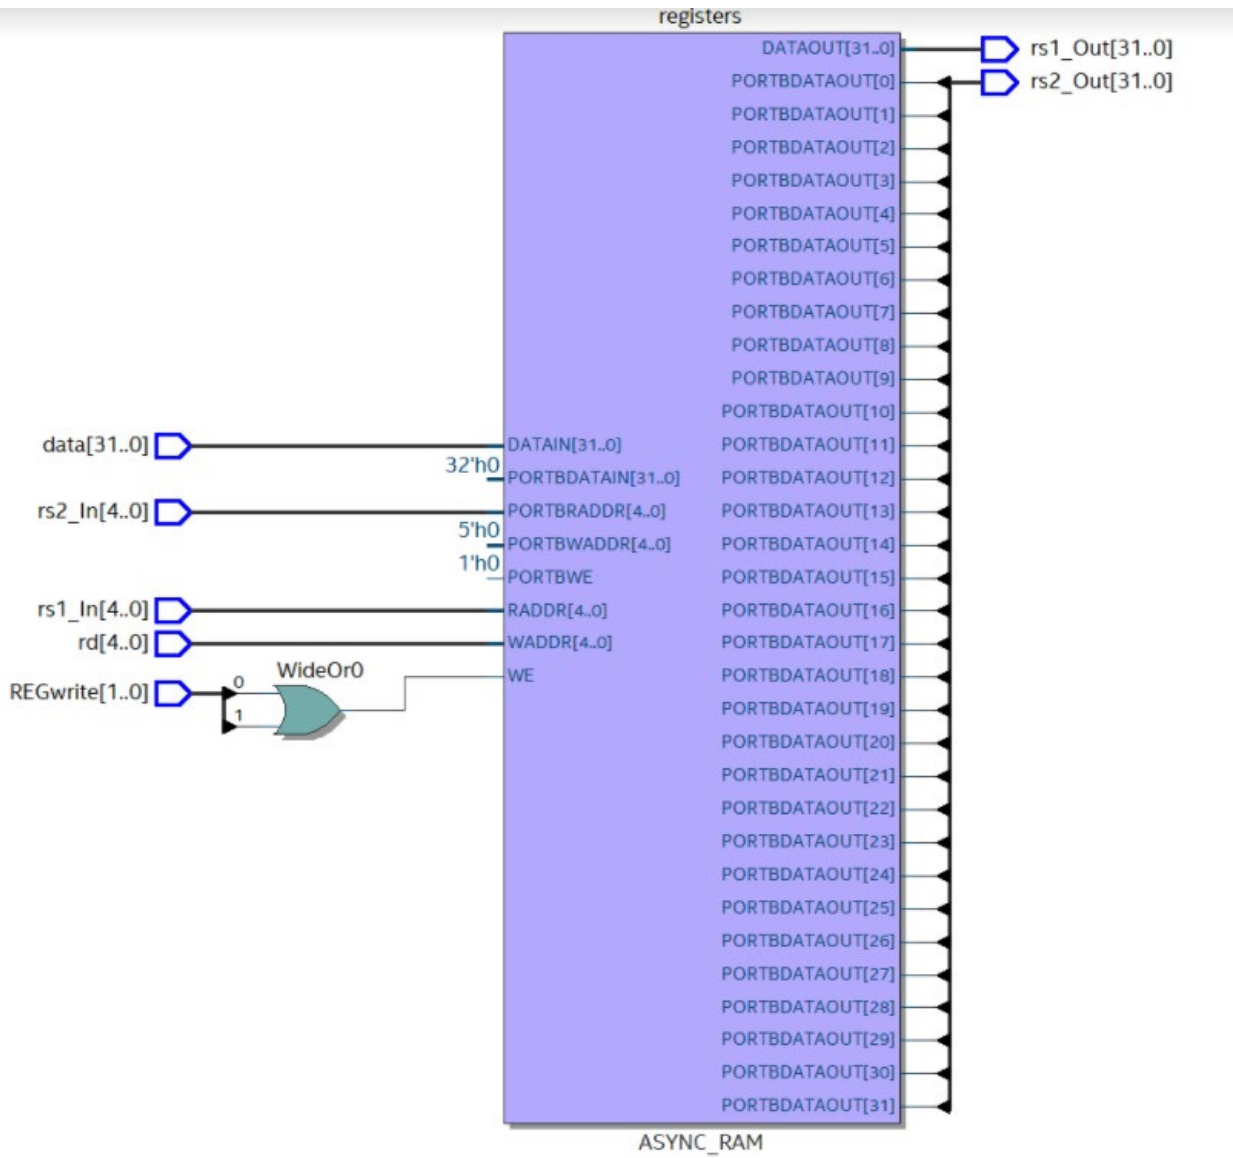 registers
DATAOUT[31..0] rs1_Out[31..0]
PORTBDATAOUT[0] rs2_Out[31..0]
PORTBDATAOUT[1]
PORTBDATAOUT[2]
PORTBDATAOUT[3]
PORTBDATAOUT[4]
PORTBDATAOUT[5]
PORTBDATAOUT[6]
PORTBDATAOUT[7]
PORTBDATAOUT[8]
PORTBDATAOUT[9]
PORTBDATAOUT[10]
data[31..0] DATAIN[31..0] PORTBDATAOUT[11]
32'h0 PORTBDATAIN[31..0] PORTBDATAOUT[12]
rs2_In[4..0] PORTBRADDR[4..0] PORTBDATAOUT[13]
5'h0 PORTBWADDR[4..0] PORTBDATAOUT[14]
1'h0 PORTBWE PORTBDATAOUT[15]
rs1_In[4..0] RADDR[4..0] PORTBDATAOUT[16]
rd[4..0] WADDR[4..0] PORTBDATAOUT[17]
WideOr0 WE PORTBDATAOUT[18]
REGwrite[1..0] 0
1 PORTBDATAOUT[19]
PORTBDATAOUT[20]
PORTBDATAOUT[21]
PORTBDATAOUT[22]
PORTBDATAOUT[23]
PORTBDATAOUT[24]
PORTBDATAOUT[25]
PORTBDATAOUT[26]
PORTBDATAOUT[27]
PORTBDATAOUT[28]
PORTBDATAOUT[29]
PORTBDATAOUT[30]
PORTBDATAOUT[31]
ASYNC_RAM